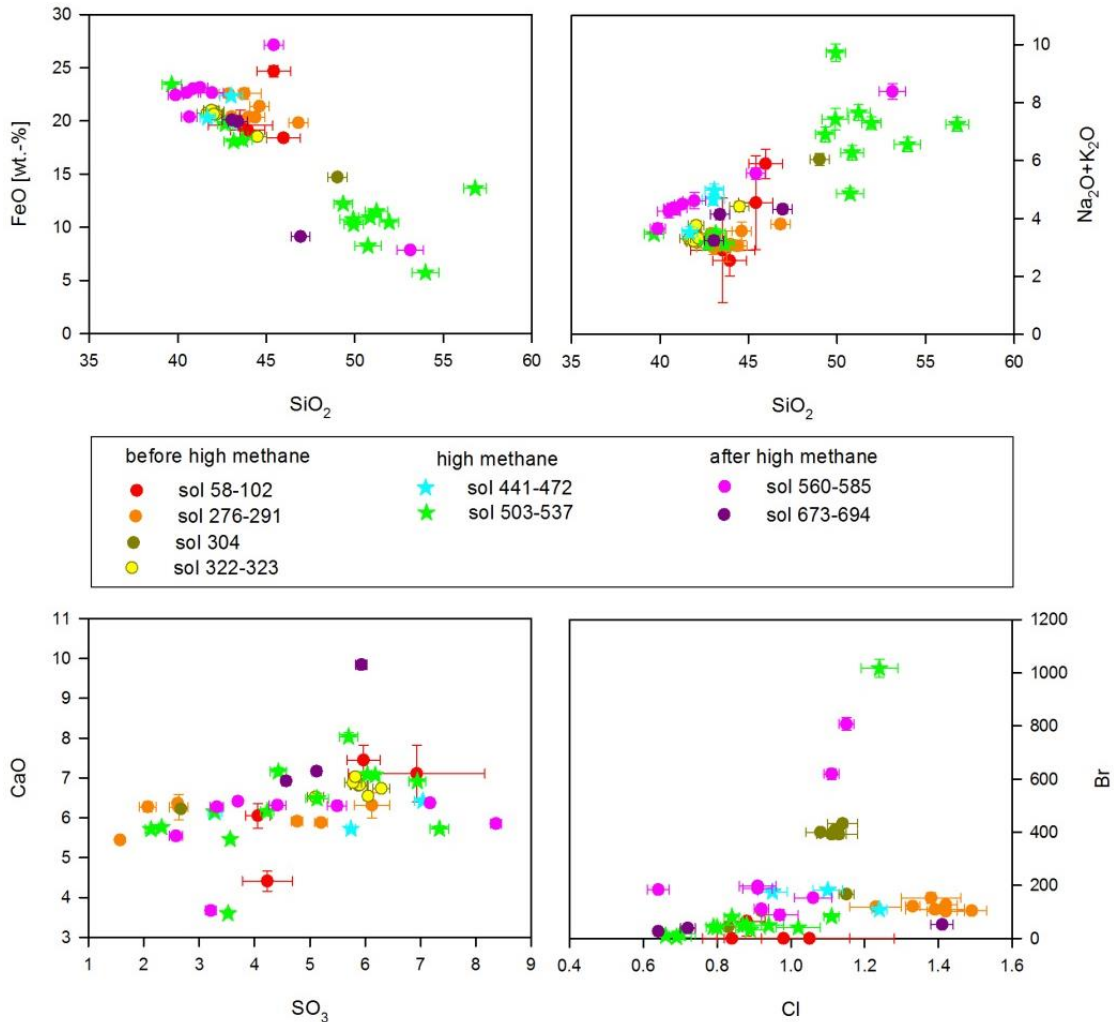 30
25
20
15
10
5
0
FeO [wt.-%]
35 40 45 50 55 60
SiO2
10
8
6
4
2
0
Na2O+K2O
35 40 45 50 55 60
SiO2
before high methane
sol 58-102
sol 276-291
sol 304
sol 322-323
high methane
sol 441-472
sol 503-537
after high methane
sol 560-585
sol 673-694
11
10
9
8
7
6
5
4
3
CaO
1 2 3 4 5 6 7 8 9
SO3
1200
1000
800
600
400
200
0
Br
0.4 0.6 0.8 1.0 1.2 1.4 1.6
Cl